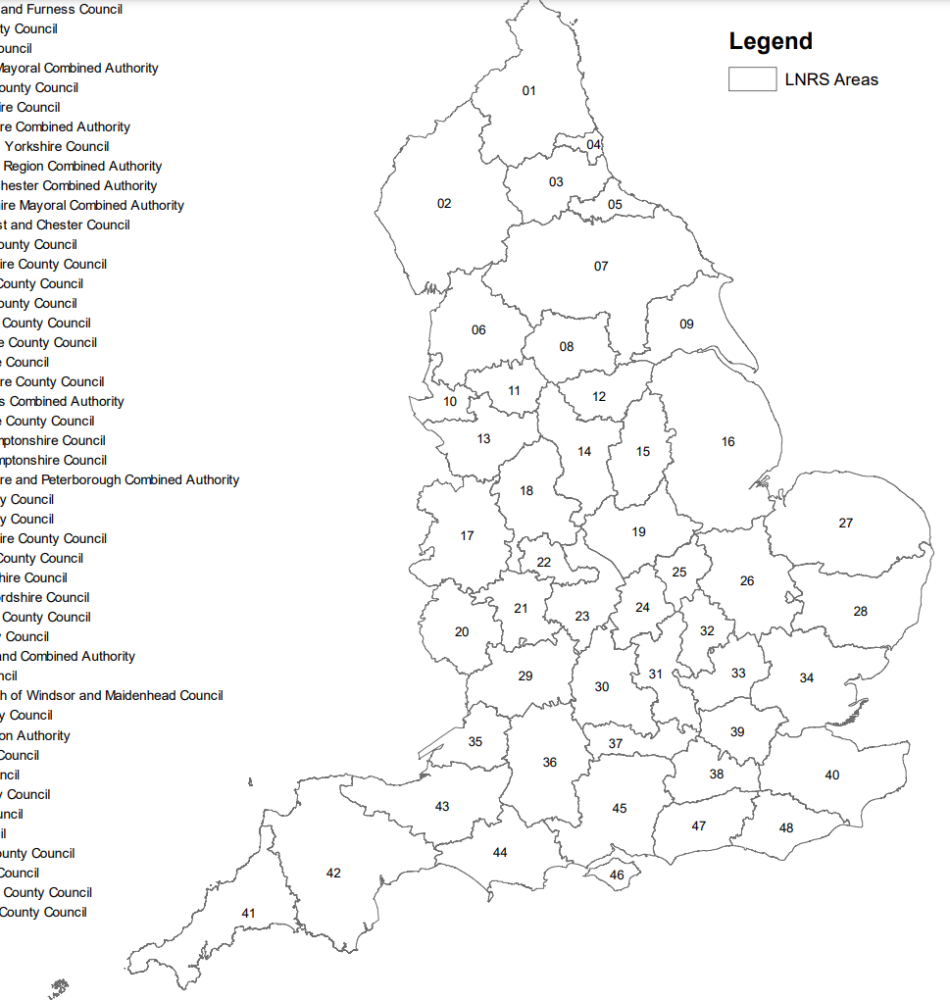 and Furness Council
ty Council
ouncil
Mayoral Combined Authority
ounty Council
ire Council
re Combined Authority
Yorkshire Council
Region Combined Authority
hester Combined Authority
ire Mayoral Combined Authority
st and Chester Council
ounty Council
ire County Council
County Council
ounty Council
County Council
e County Council
e Council
re County Council
s Combined Authority
e County Council
mptonshire Council
mptonshire Council
re and Peterborough Combined Authority
y Council
y Council
ire County Council
County Council
hire Council
rdshire Council
County Council
y Council
and Combined Authority
ncil
h of Windsor and Maidenhead Council
y Council
on Authority
Council
ncil
y Council
uncil
il
ounty Council
Council
County Council
County Council
Legend
LNRS Areas
01
04
03
02
05
07
09
06
08
11
12
10
13
14
15
16
18
27
17
19
22
25
26
21
24
28
23
32
20
29
31
33
34
30
39
35
37
36
38
40
43
45
47
48
44
42
46
41